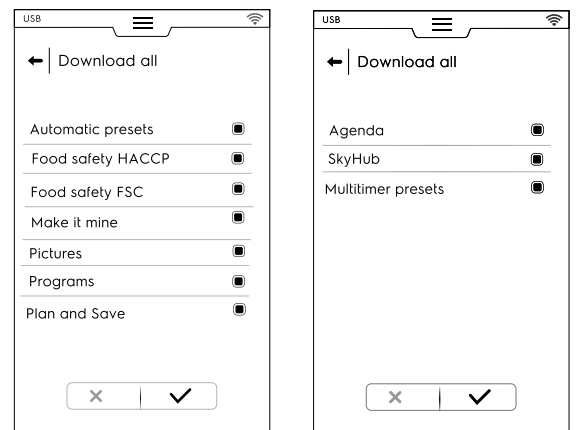 USB
Download all
Automatic presets
Food safety HACCP
Food safety FSC
Make it mine
Pictures
Programs
Plan and Save
USB
Download all
Agenda
SkyHub
Multitimer presets